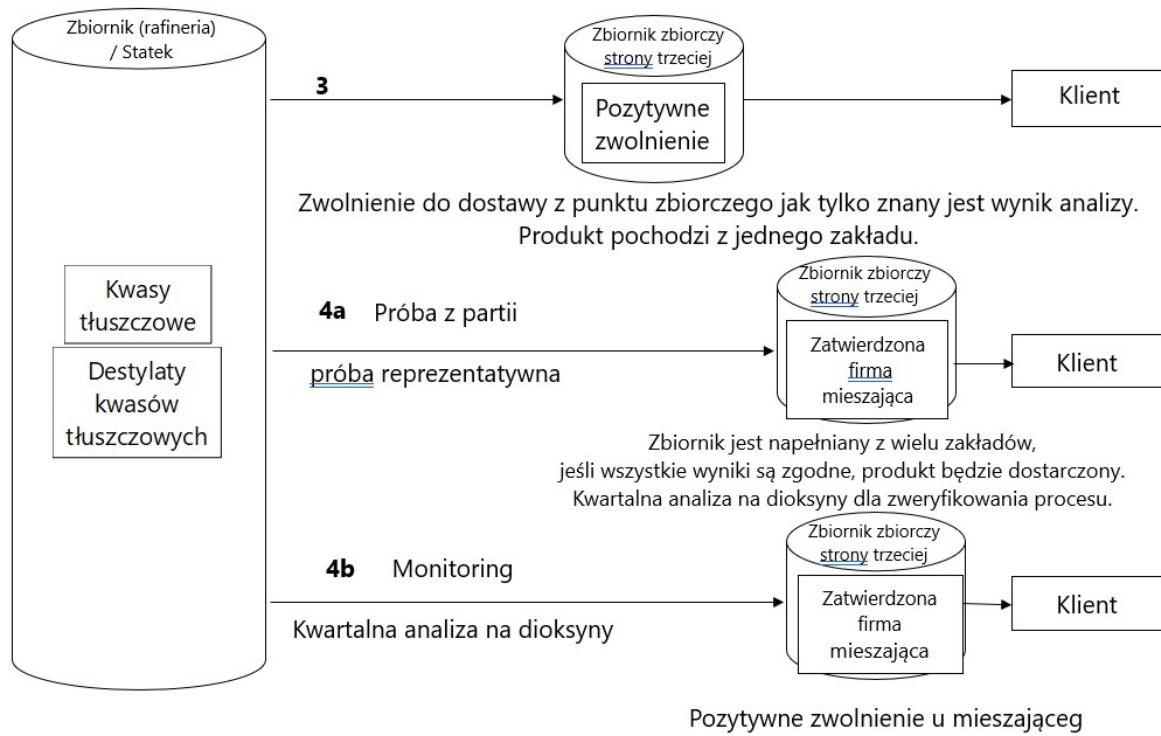 Zbiornik (rafineria)
/ Statek
Kwasy
tłuszczowe
Destylaty
kwasów
tłuszczowych
3
Zbiornik zbiorczy
strony trzeciej
Pozytywne
zwolnienie
Klient
Zwolnienie do dostawy z punktu zbiorczego jak tylko znany jest wynik analizy.
Produkt pochodzi z jednego zakładu.
4a Próba z partii
próba reprezentatywna
Zbiornik zbiorczy
strony trzeciej
Zatwierdzona
firma
mieszająca
Klient
Zbiornik jest napełniany z wielu zakładów,
jeśli wszystkie wyniki są zgodne, produkt będzie dostarczony.
Kwartalna analiza na dioksyny dla zweryfikowania procesu.
4b Monitoring
Kwartalna analiza na dioksyny
Zbiornik zbiorczy
strony trzeciej
Zatwierdzona
firma
mieszająca
Klient
Pozytywne zwolnienie u mieszająceg